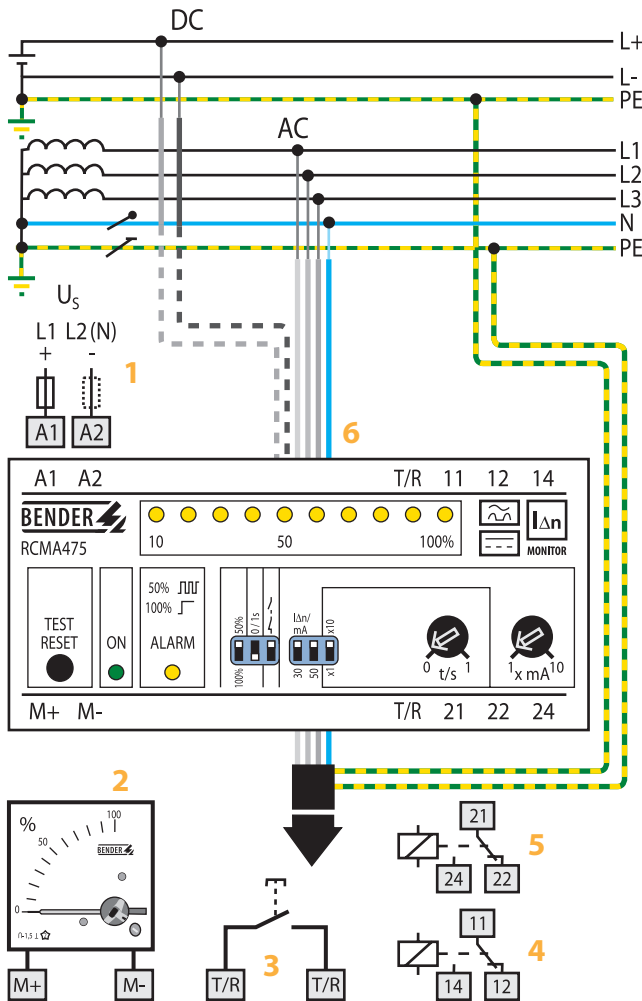 DC
L+
L-
PE
AC
L1
L2
L3
N
PE
US
L1 L2 (N)
+ -
1
A1 A2
6
A1 A2 T/R 11 12 14
BENDER
RCMA475
10 50 100%
IΔn
MONITOR
TEST
RESET
ON
50%
100%
ALARM
50%
100%
0 / 1s
IΔn/
mA
30
50
x10
x1
0 t/s 1
1 x mA 10
M+ M- T/R 21 22 24
2
%
0
50
100
BENDER
M+ M-
3
T/R T/R
21
5
24 22
11
4
14 12